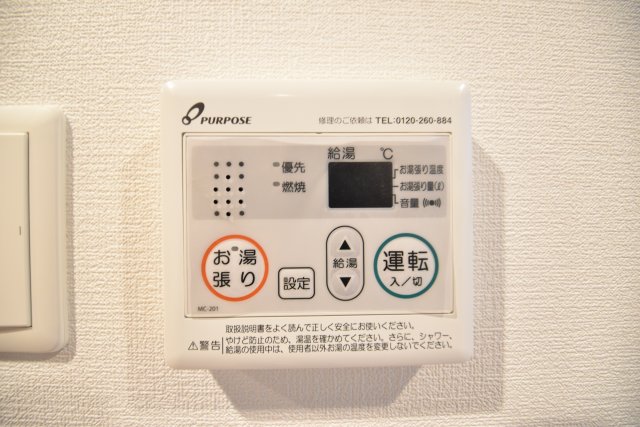 PURPOSE
修理のご依頼は TEL:0120-260-884
給湯 ℃
優先
燃焼
お湯張り温度
お湯張り量(ℓ)
音量
お湯張り
設定
給湯
運転
入/切
MC-201
取扱説明書をよく読んで正しく安全にお使いください。
⚠警告 やけど防止のため、湯温を確かめてください。さらに、シャワー、
給湯の使用中は、使用者以外お湯の温度を変更しないでください。